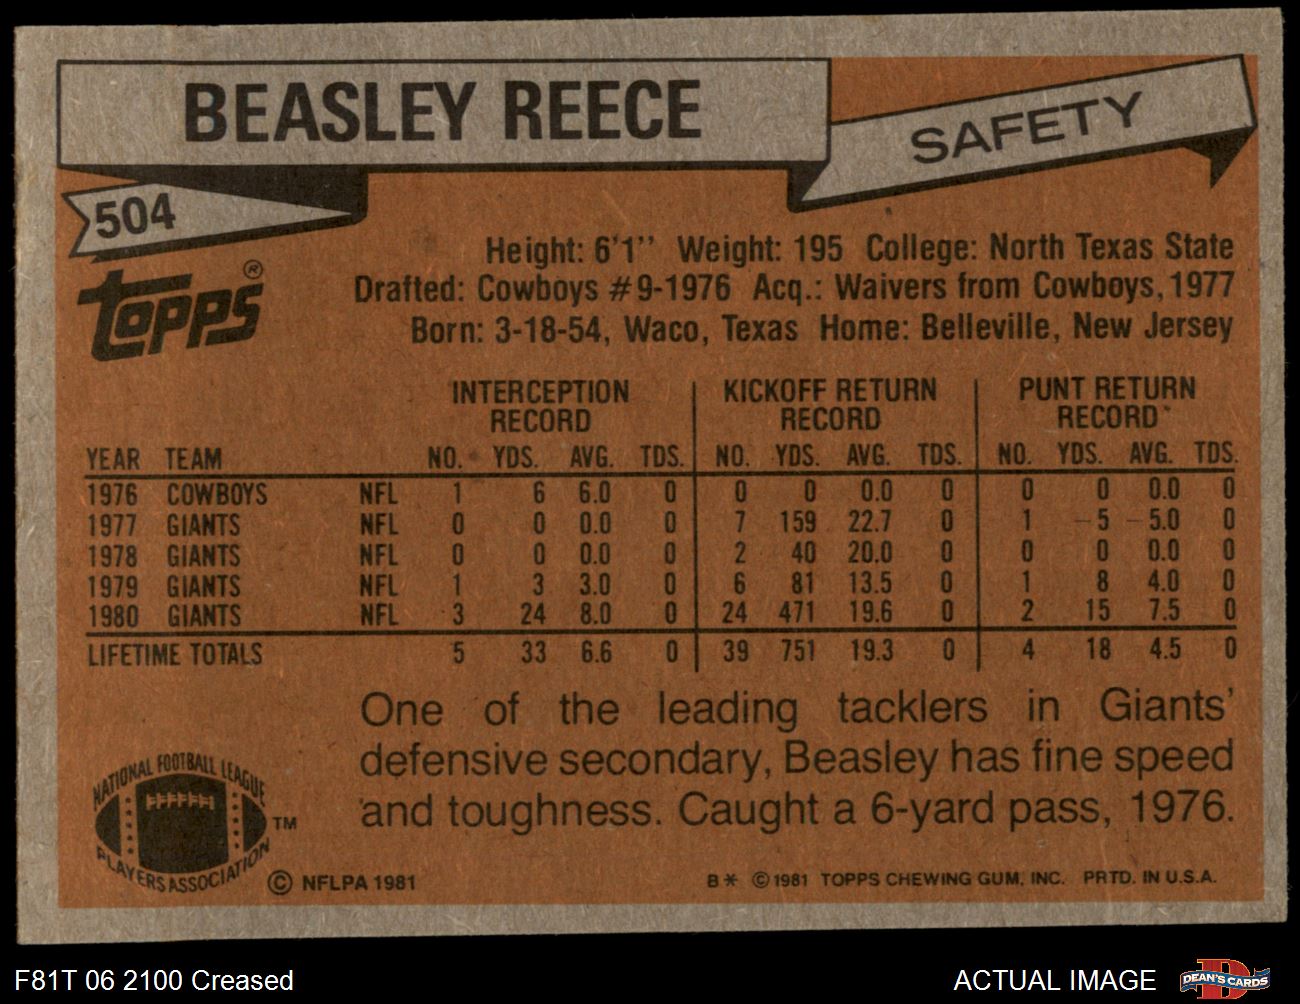 BEASLEY REECE
SAFETY
504
Topps®
Height: 6'1'' Weight: 195 College: North Texas State
Drafted: Cowboys #9-1976 Acq.: Waivers from Cowboys, 1977
Born: 3-18-54, Waco, Texas Home: Belleville, New Jersey
INTERCEPTION RECORD KICKOFF RETURN RECORD PUNT RETURN RECORD
YEAR TEAM NO. YDS. AVG. TDS. NO. YDS. AVG. TDS. NO. YDS. AVG. TDS.
1976 COWBOYS NFL 1 6 6.0 0 0 0 0.0 0 0 0 0.0 0
1977 GIANTS NFL 0 0 0.0 0 7 159 22.7 0 1 -5 -5.0 0
1978 GIANTS NFL 0 0 0.0 0 2 40 20.0 0 0 0 0.0 0
1979 GIANTS NFL 1 3 3.0 0 6 81 13.5 0 1 8 4.0 0
1980 GIANTS NFL 3 24 8.0 0 24 471 19.6 0 2 15 7.5 0
LIFETIME TOTALS 5 33 6.6 0 39 751 19.3 0 4 18 4.5 0
One of the leading tacklers in Giants'
defensive secondary, Beasley has fine speed
and toughness. Caught a 6-yard pass, 1976.
NATIONAL FOOTBALL LEAGUE
PLAYERS ASSOCIATION
TM
© NFLPA 1981
B* © 1981 TOPPS CHEWING GUM, INC. PRTD. IN U.S.A.
F81T 06 2100 Creased
ACTUAL IMAGE
D
DEAN'S CARDS